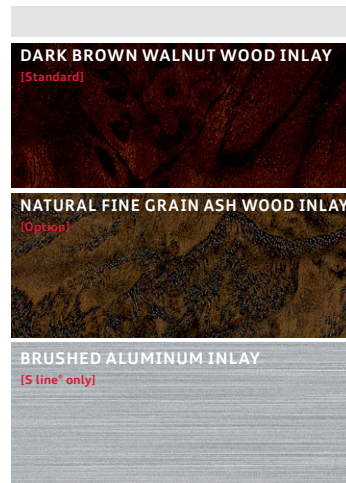 DARK BROWN WALNUT WOOD INLAY
[Standard]
NATURAL FINE GRAIN ASH WOOD INLAY
[Option]
BRUSHED ALUMINUM INLAY
[S line® only]